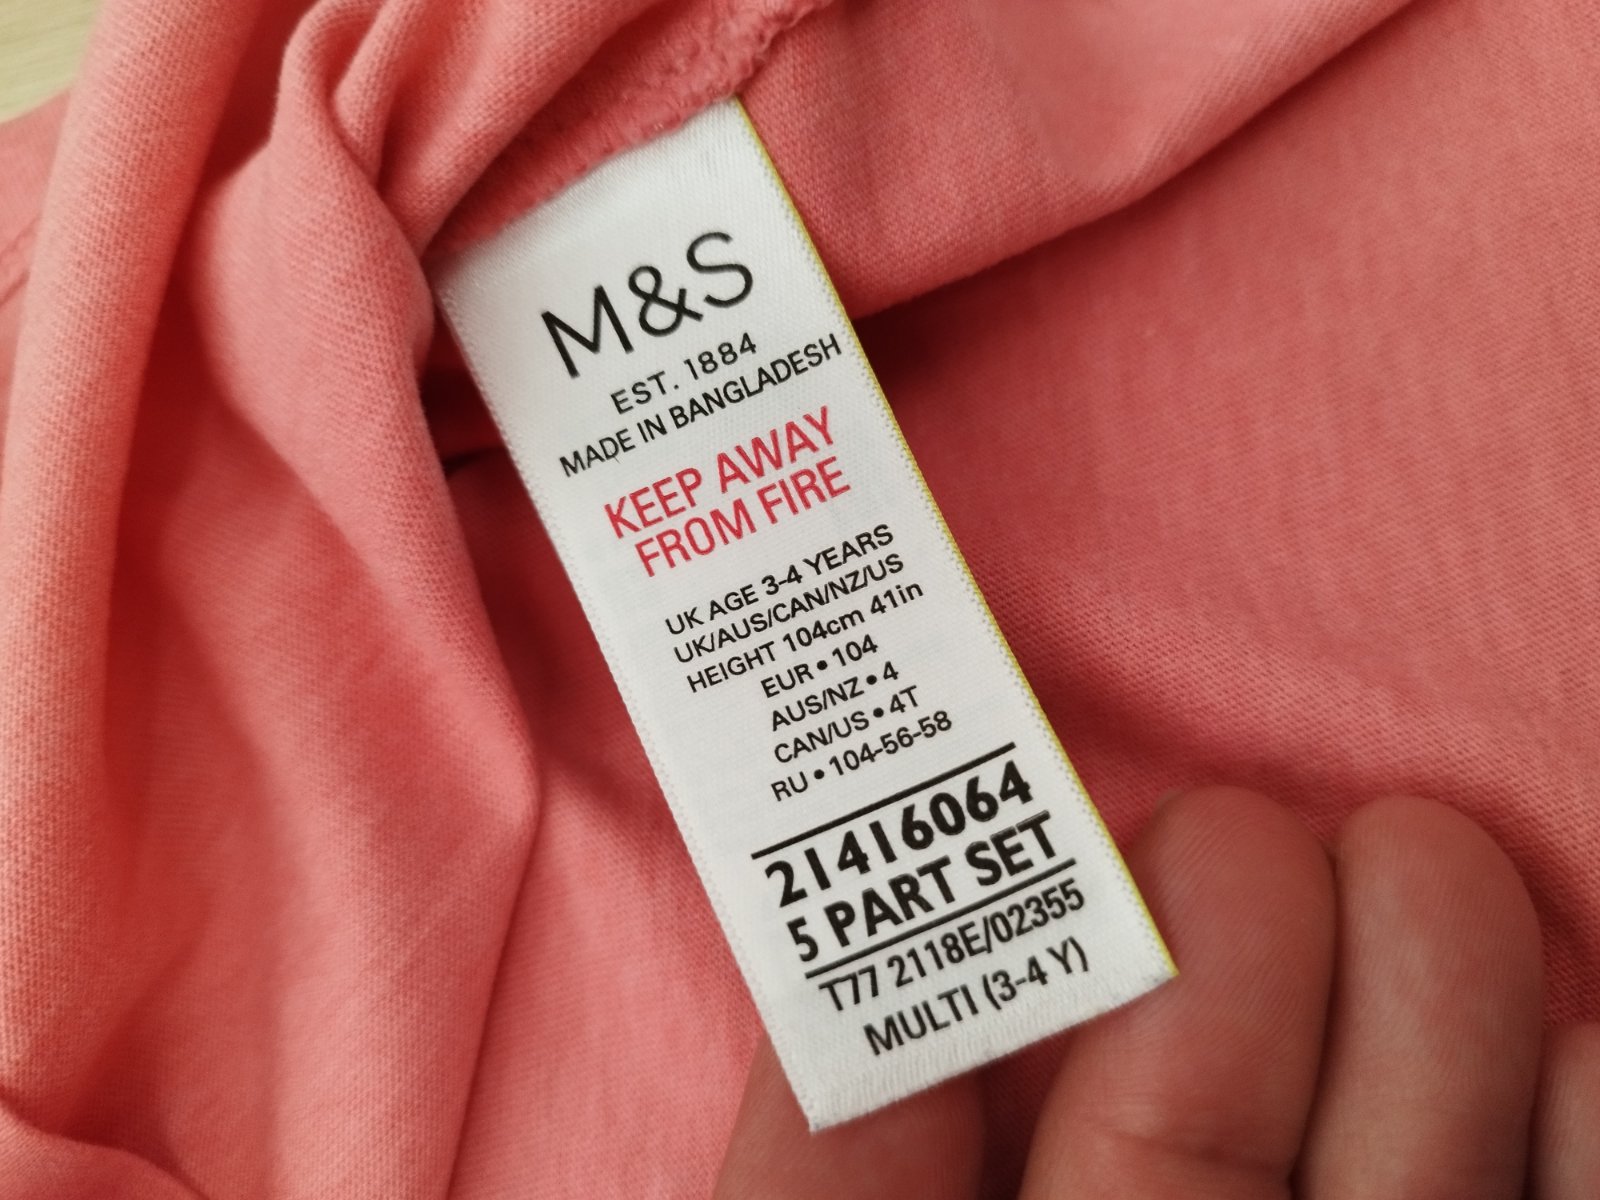 M&S
EST. 1884
MADE IN BANGLADESH
KEEP AWAY
FROM FIRE
UK AGE 3-4 YEARS
UK/AUS/CAN/NZ/US
HEIGHT 104cm 41in
EUR • 104
AUS/NZ • 4
CAN/US • 4T
RU • 104-56-58
21416064
5 PART SET
T77 2118E/02355
MULTI (3-4 Y)